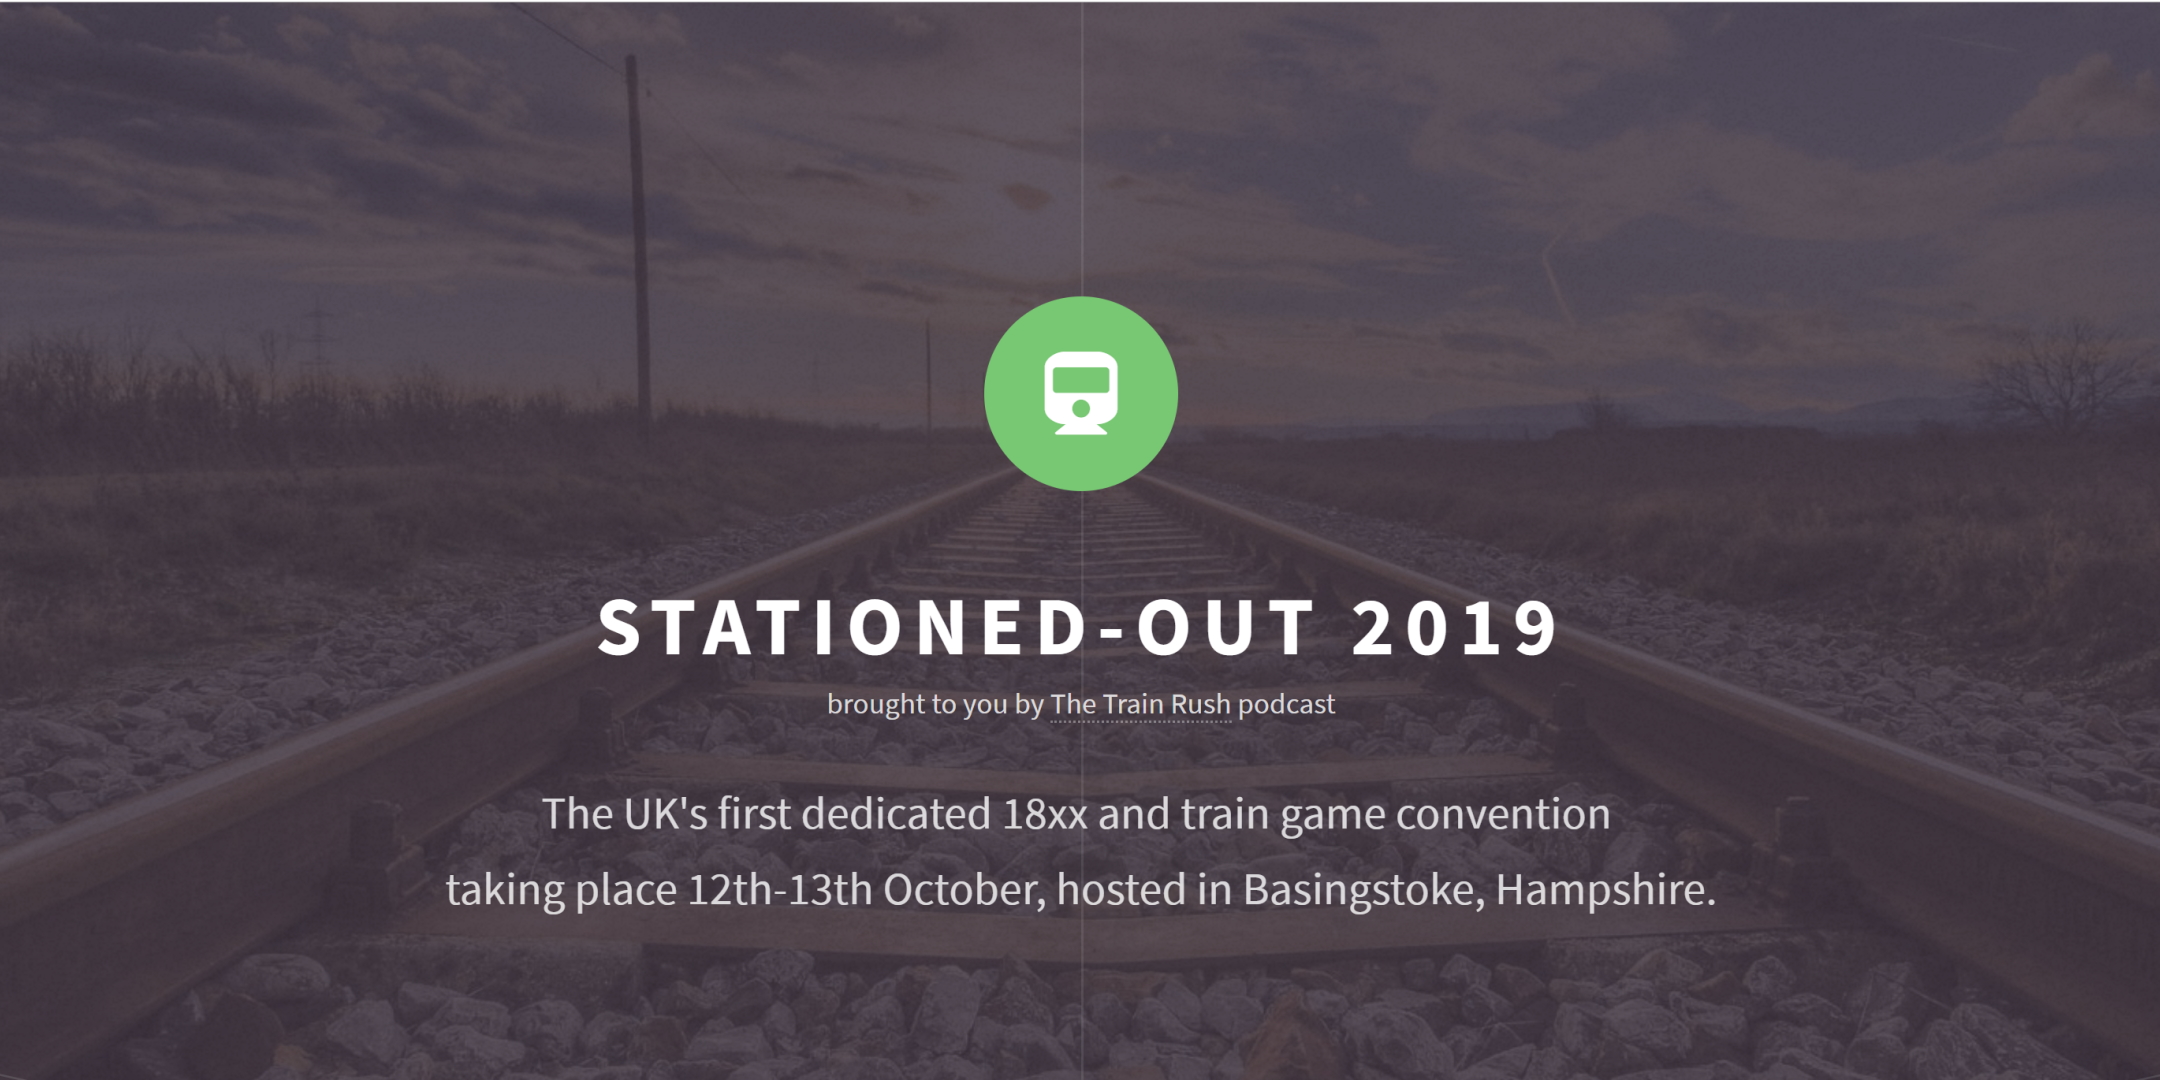 STATIONED-OUT 2019
brought to you by The Train Rush podcast
The UK's first dedicated 18xx and train game convention
taking place 12th-13th October, hosted in Basingstoke, Hampshire.